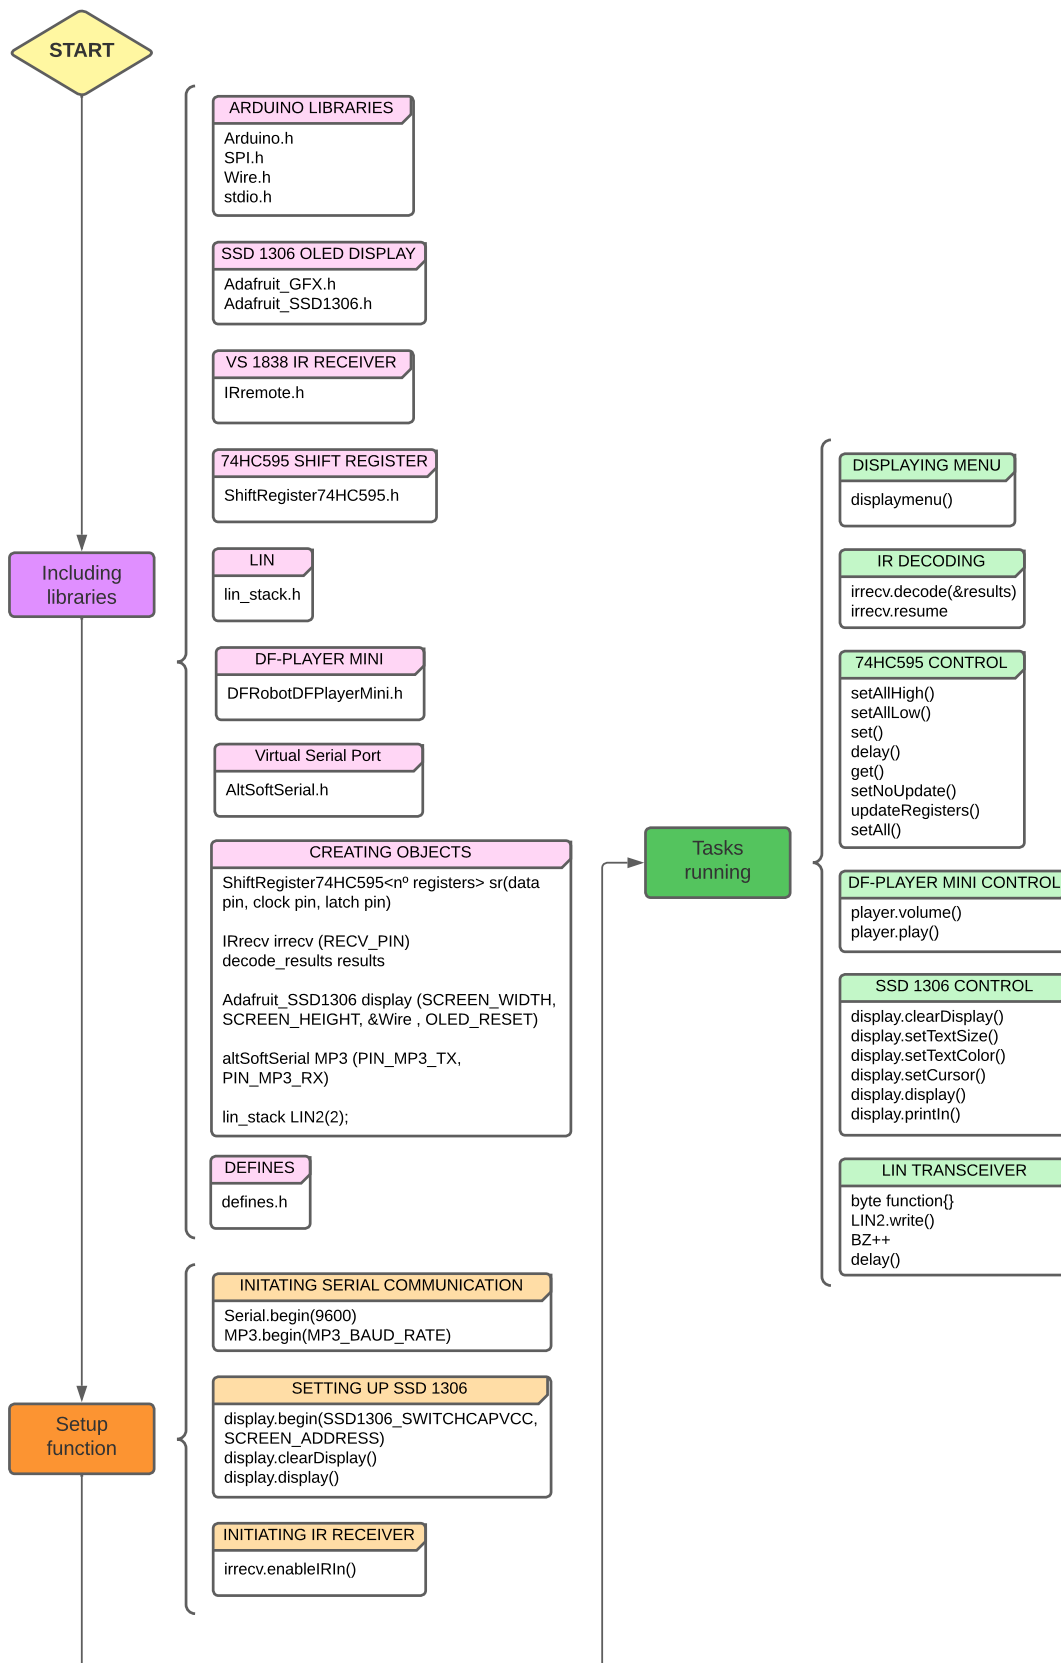 START
ARDUINO LIBRARIES
Arduino.h
SPI.h
Wire.h
stdio.h
SSD 1306 OLED DISPLAY
Adafruit_GFX.h
Adafruit_SSD1306.h
VS 1838 IR RECEIVER
IRremote.h
74HC595 SHIFT REGISTER
ShiftRegister74HC595.h
LIN
lin_stack.h
Including
libraries
DF-PLAYER MINI
DFRobotDFPlayerMini.h
Virtual Serial Port
AltSoftSerial.h
CREATING OBJECTS
ShiftRegister74HC595<nº registers> sr(data
pin, clock pin, latch pin)
IRrecv irrecv (RECV_PIN)
decode_results results
Adafruit_SSD1306 display (SCREEN_WIDTH,
SCREEN_HEIGHT, &Wire , OLED_RESET)
altSoftSerial MP3 (PIN_MP3_TX,
PIN_MP3_RX)
lin_stack LIN2(2);
DEFINES
defines.h
INITATING SERIAL COMMUNICATION
Serial.begin(9600)
MP3.begin(MP3_BAUD_RATE)
SETTING UP SSD 1306
display.begin(SSD1306_SWITCHCAPVCC,
SCREEN_ADDRESS)
display.clearDisplay()
display.display()
Setup
function
INITIATING IR RECEIVER
irrecv.enableIRIn()
Tasks
running
DISPLAYING MENU
displaymenu()
IR DECODING
irrecv.decode(&results)
irrecv.resume
74HC595 CONTROL
setAllHigh()
setAllLow()
set()
delay()
get()
setNoUpdate()
updateRegisters()
setAll()
DF-PLAYER MINI CONTROL
player.volume()
player.play()
SSD 1306 CONTROL
display.clearDisplay()
display.setTextSize()
display.setTextColor()
display.setCursor()
display.display()
display.printIn()
LIN TRANSCEIVER
byte function{}
LIN2.write()
BZ++
delay()